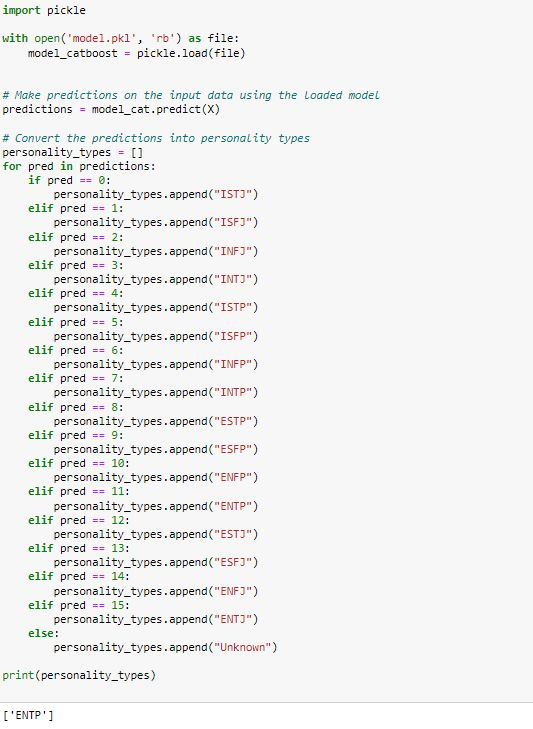 import pickle
with open('model.pkl', 'rb') as file:
    model_catboost = pickle.load(file)
# Make predictions on the input data using the loaded model
predictions = model_cat.predict(X)
# Convert the predictions into personality types
personality_types = []
for pred in predictions:
    if pred == 0:
        personality_types.append("ISTJ")
    elif pred == 1:
        personality_types.append("ISFJ")
    elif pred == 2:
        personality_types.append("INFJ")
    elif pred == 3:
        personality_types.append("INTJ")
    elif pred == 4:
        personality_types.append("ISTP")
    elif pred == 5:
        personality_types.append("ISFP")
    elif pred == 6:
        personality_types.append("INFP")
    elif pred == 7:
        personality_types.append("INTP")
    elif pred == 8:
        personality_types.append("ESTP")
    elif pred == 9:
        personality_types.append("ESFP")
    elif pred == 10:
        personality_types.append("ENFP")
    elif pred == 11:
        personality_types.append("ENTP")
    elif pred == 12:
        personality_types.append("ESTJ")
    elif pred == 13:
        personality_types.append("ESFJ")
    elif pred == 14:
        personality_types.append("ENFJ")
    elif pred == 15:
        personality_types.append("ENTJ")
    else:
        personality_types.append("Unknown")
print(personality_types)
['ENTP']